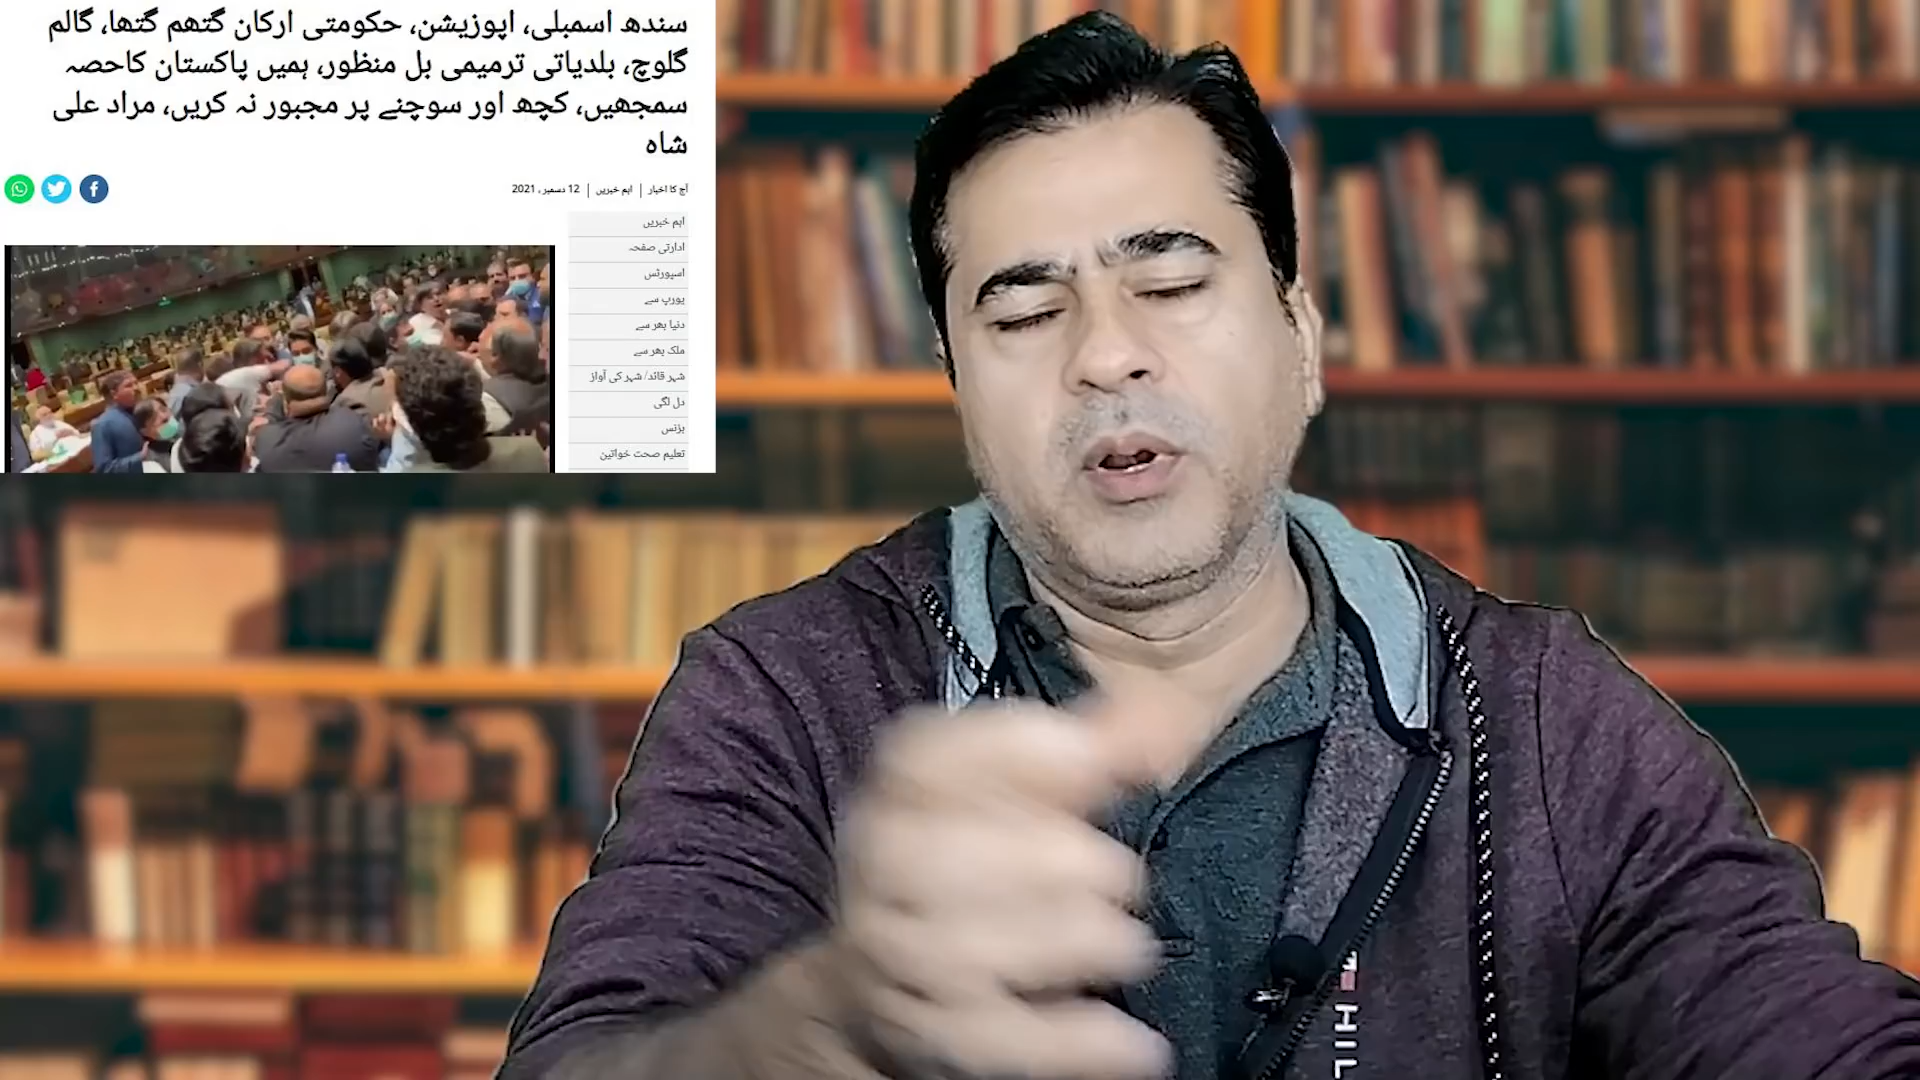 سندھ اسمبلی، اپوزیشن، حکومتی ارکان گتھم گتھا، گالم
گلوچ، بلدیاتی ترمیمی بل منظور، ہمیں پاکستان کاحصہ
سمجھیں، کچھ اور سوچنے پر مجبور نہ کریں، مراد علی
شاہ
آج کا اخبار | اہم خبریں | 12 دسمبر ، 2021
اہم خبریں
ادارتی صفحہ
اسپورٹس
یورپ سے
دنیا بھر سے
ملک بھر سے
شہر قائد/ شہر کی آواز
دل لگی
بزنس
تعلیم صحت خواتین
HIL